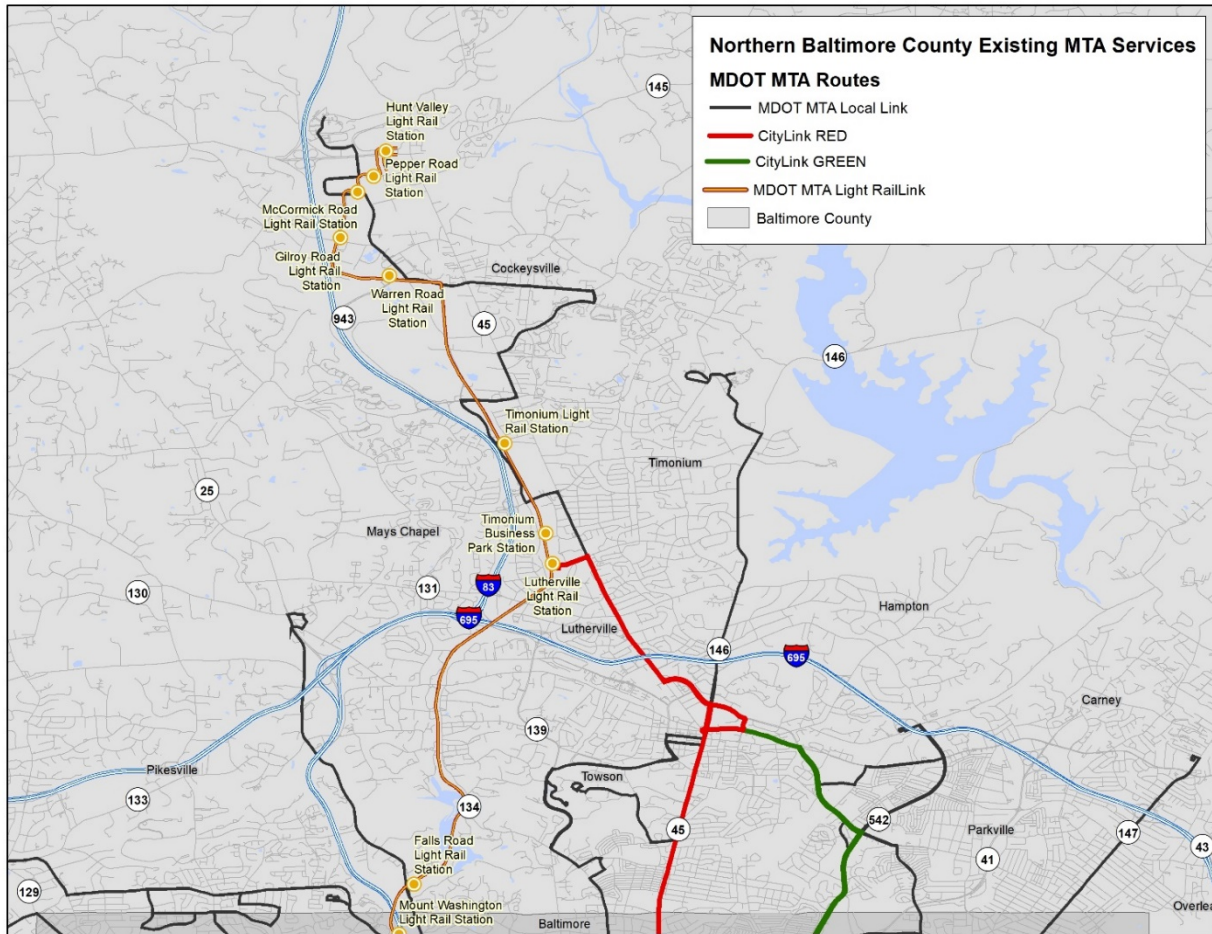 Northern Baltimore County Existing MTA Services
MDOT MTA Routes
MDOT MTA Local Link
CityLink RED
CityLink GREEN
MDOT MTA Light RailLink
Baltimore County
145
Hunt Valley
Light Rail
Station
Pepper Road
Light Rail
Station
McCormick Road
Light Rail Station
Gilroy Road
Light Rail
Station
Cockeysville
Warren Road
Light Rail
Station
943
45
146
Timonium Light
Rail Station
Timonium
25
Timonium
Business
Park Station
Mays Chapel
Lutherville
Light Rail
Station
83
131
130
695
Hampton
Lutherville
146
695
Carney
139
Pikesville
Towson
133
134
45
542
Parkville
147
41
43
Falls Road
Light Rail
Station
129
Mount Washington
Light Rail Station
Baltimore
Overlea